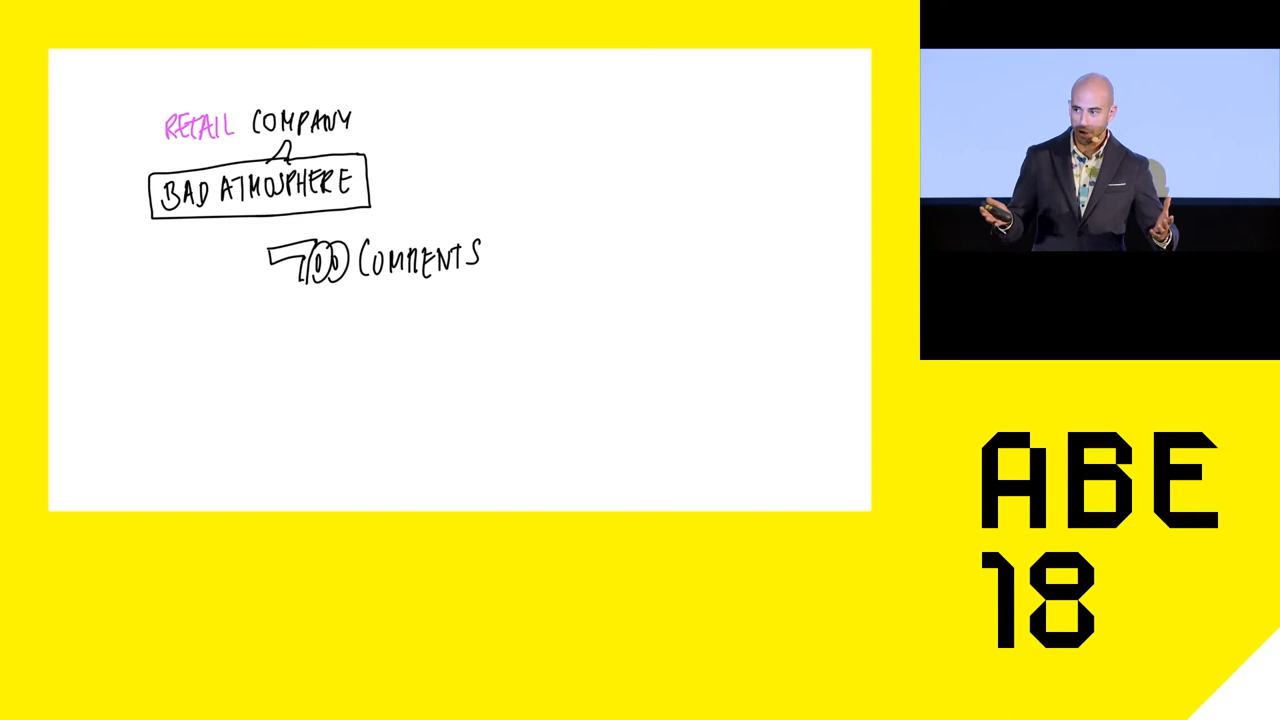 RETAIL COMPANY
BAD ATMOSPHERE
700 COMMENTS
ABE
18